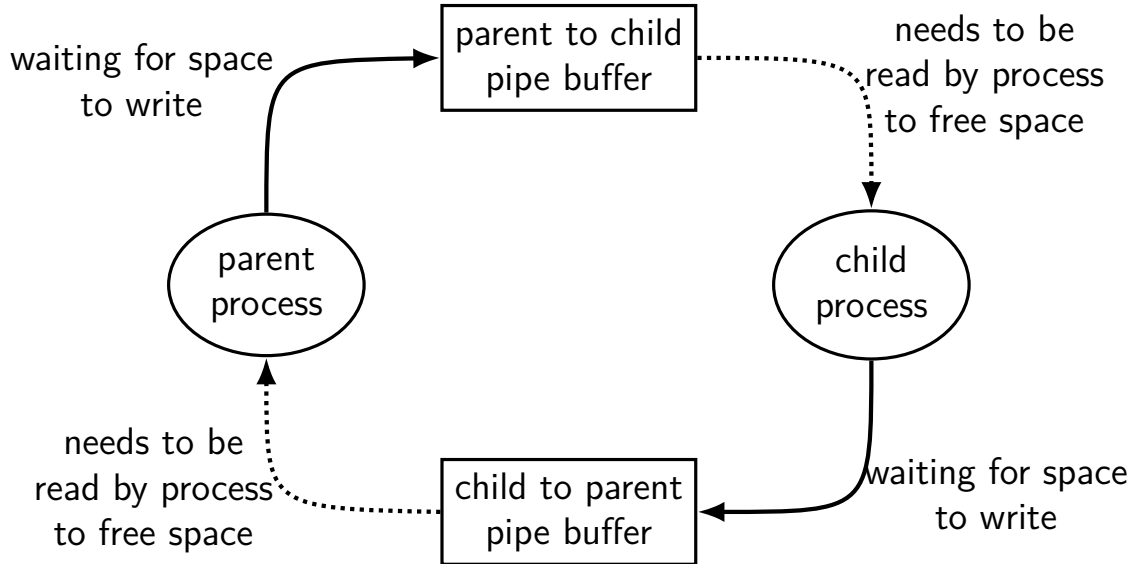 waiting for space
to write
parent to child
pipe buffer
needs to be
read by process
to free space
parent
process
child
process
needs to be
read by process
to free space
child to parent
pipe buffer
waiting for space
to write